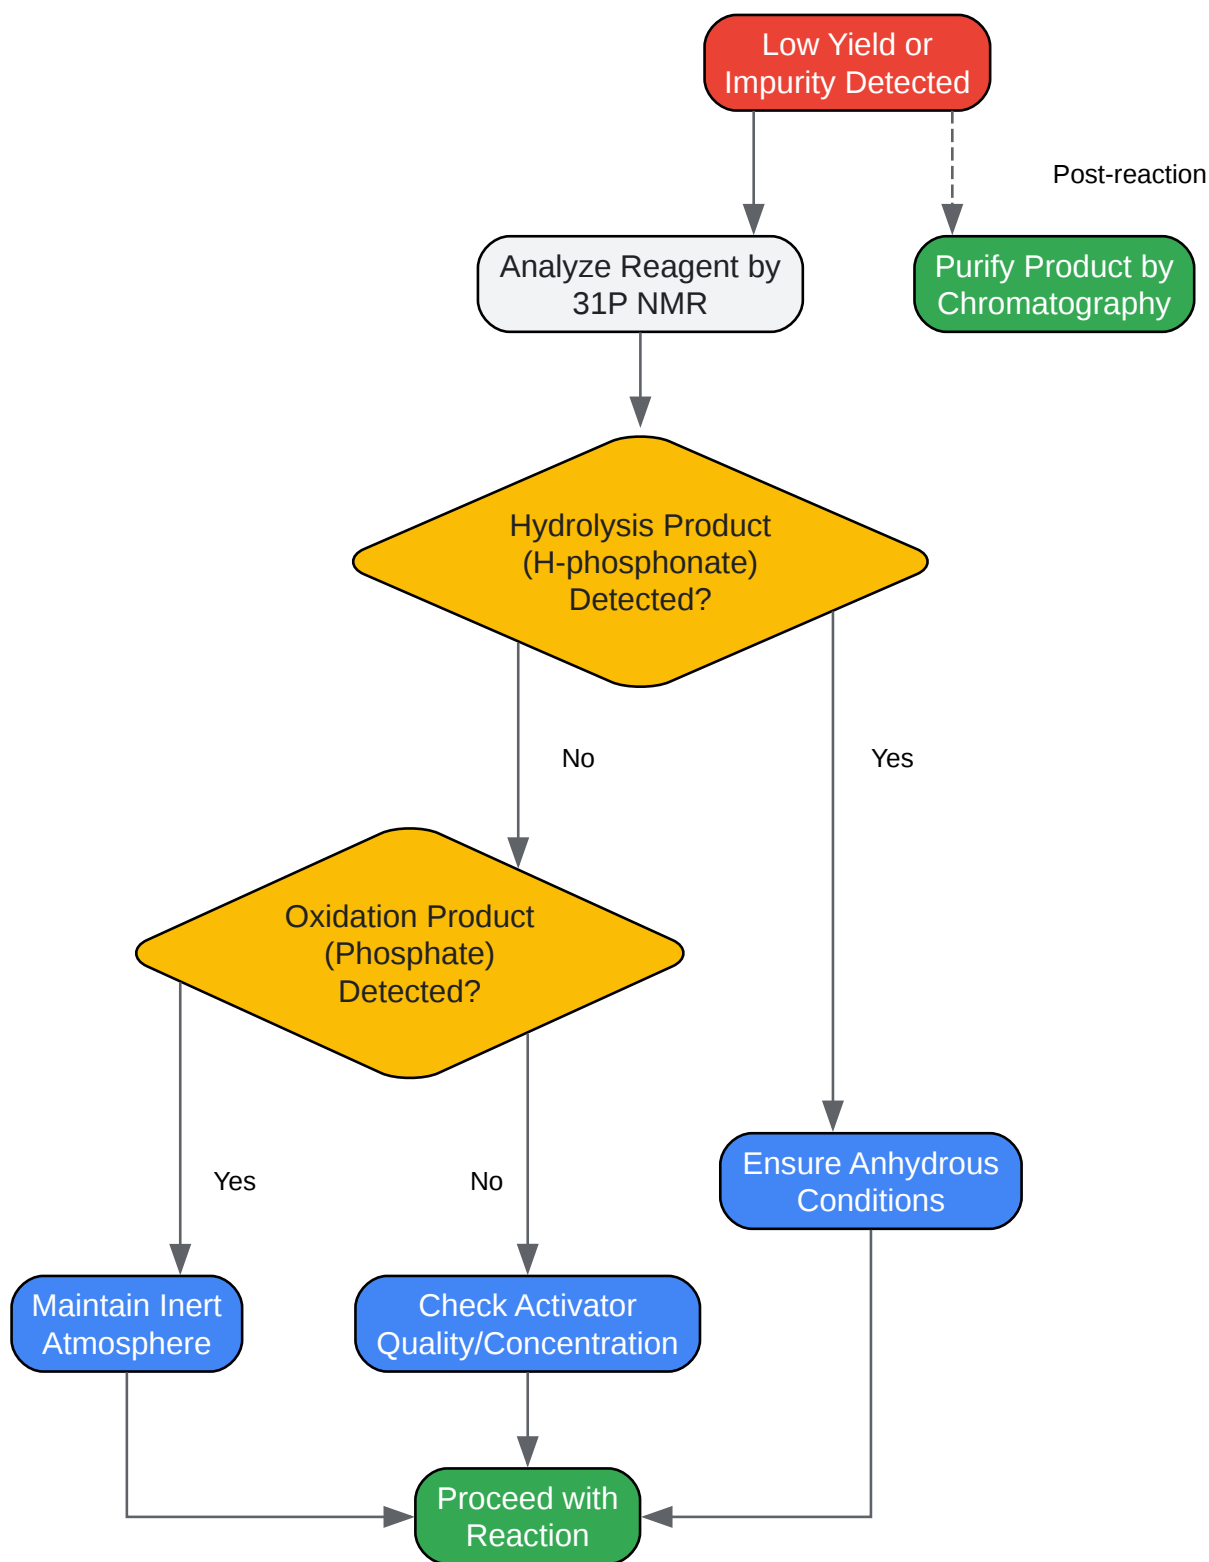 Low Yield or
Impurity Detected
Post-reaction
Analyze Reagent by
31P NMR
Purify Product by
Chromatography
Hydrolysis Product
(H-phosphonate)
Detected?
No
Yes
Oxidation Product
(Phosphate)
Detected?
Yes
No
Ensure Anhydrous
Conditions
Maintain Inert
Atmosphere
Check Activator
Quality/Concentration
Proceed with
Reaction